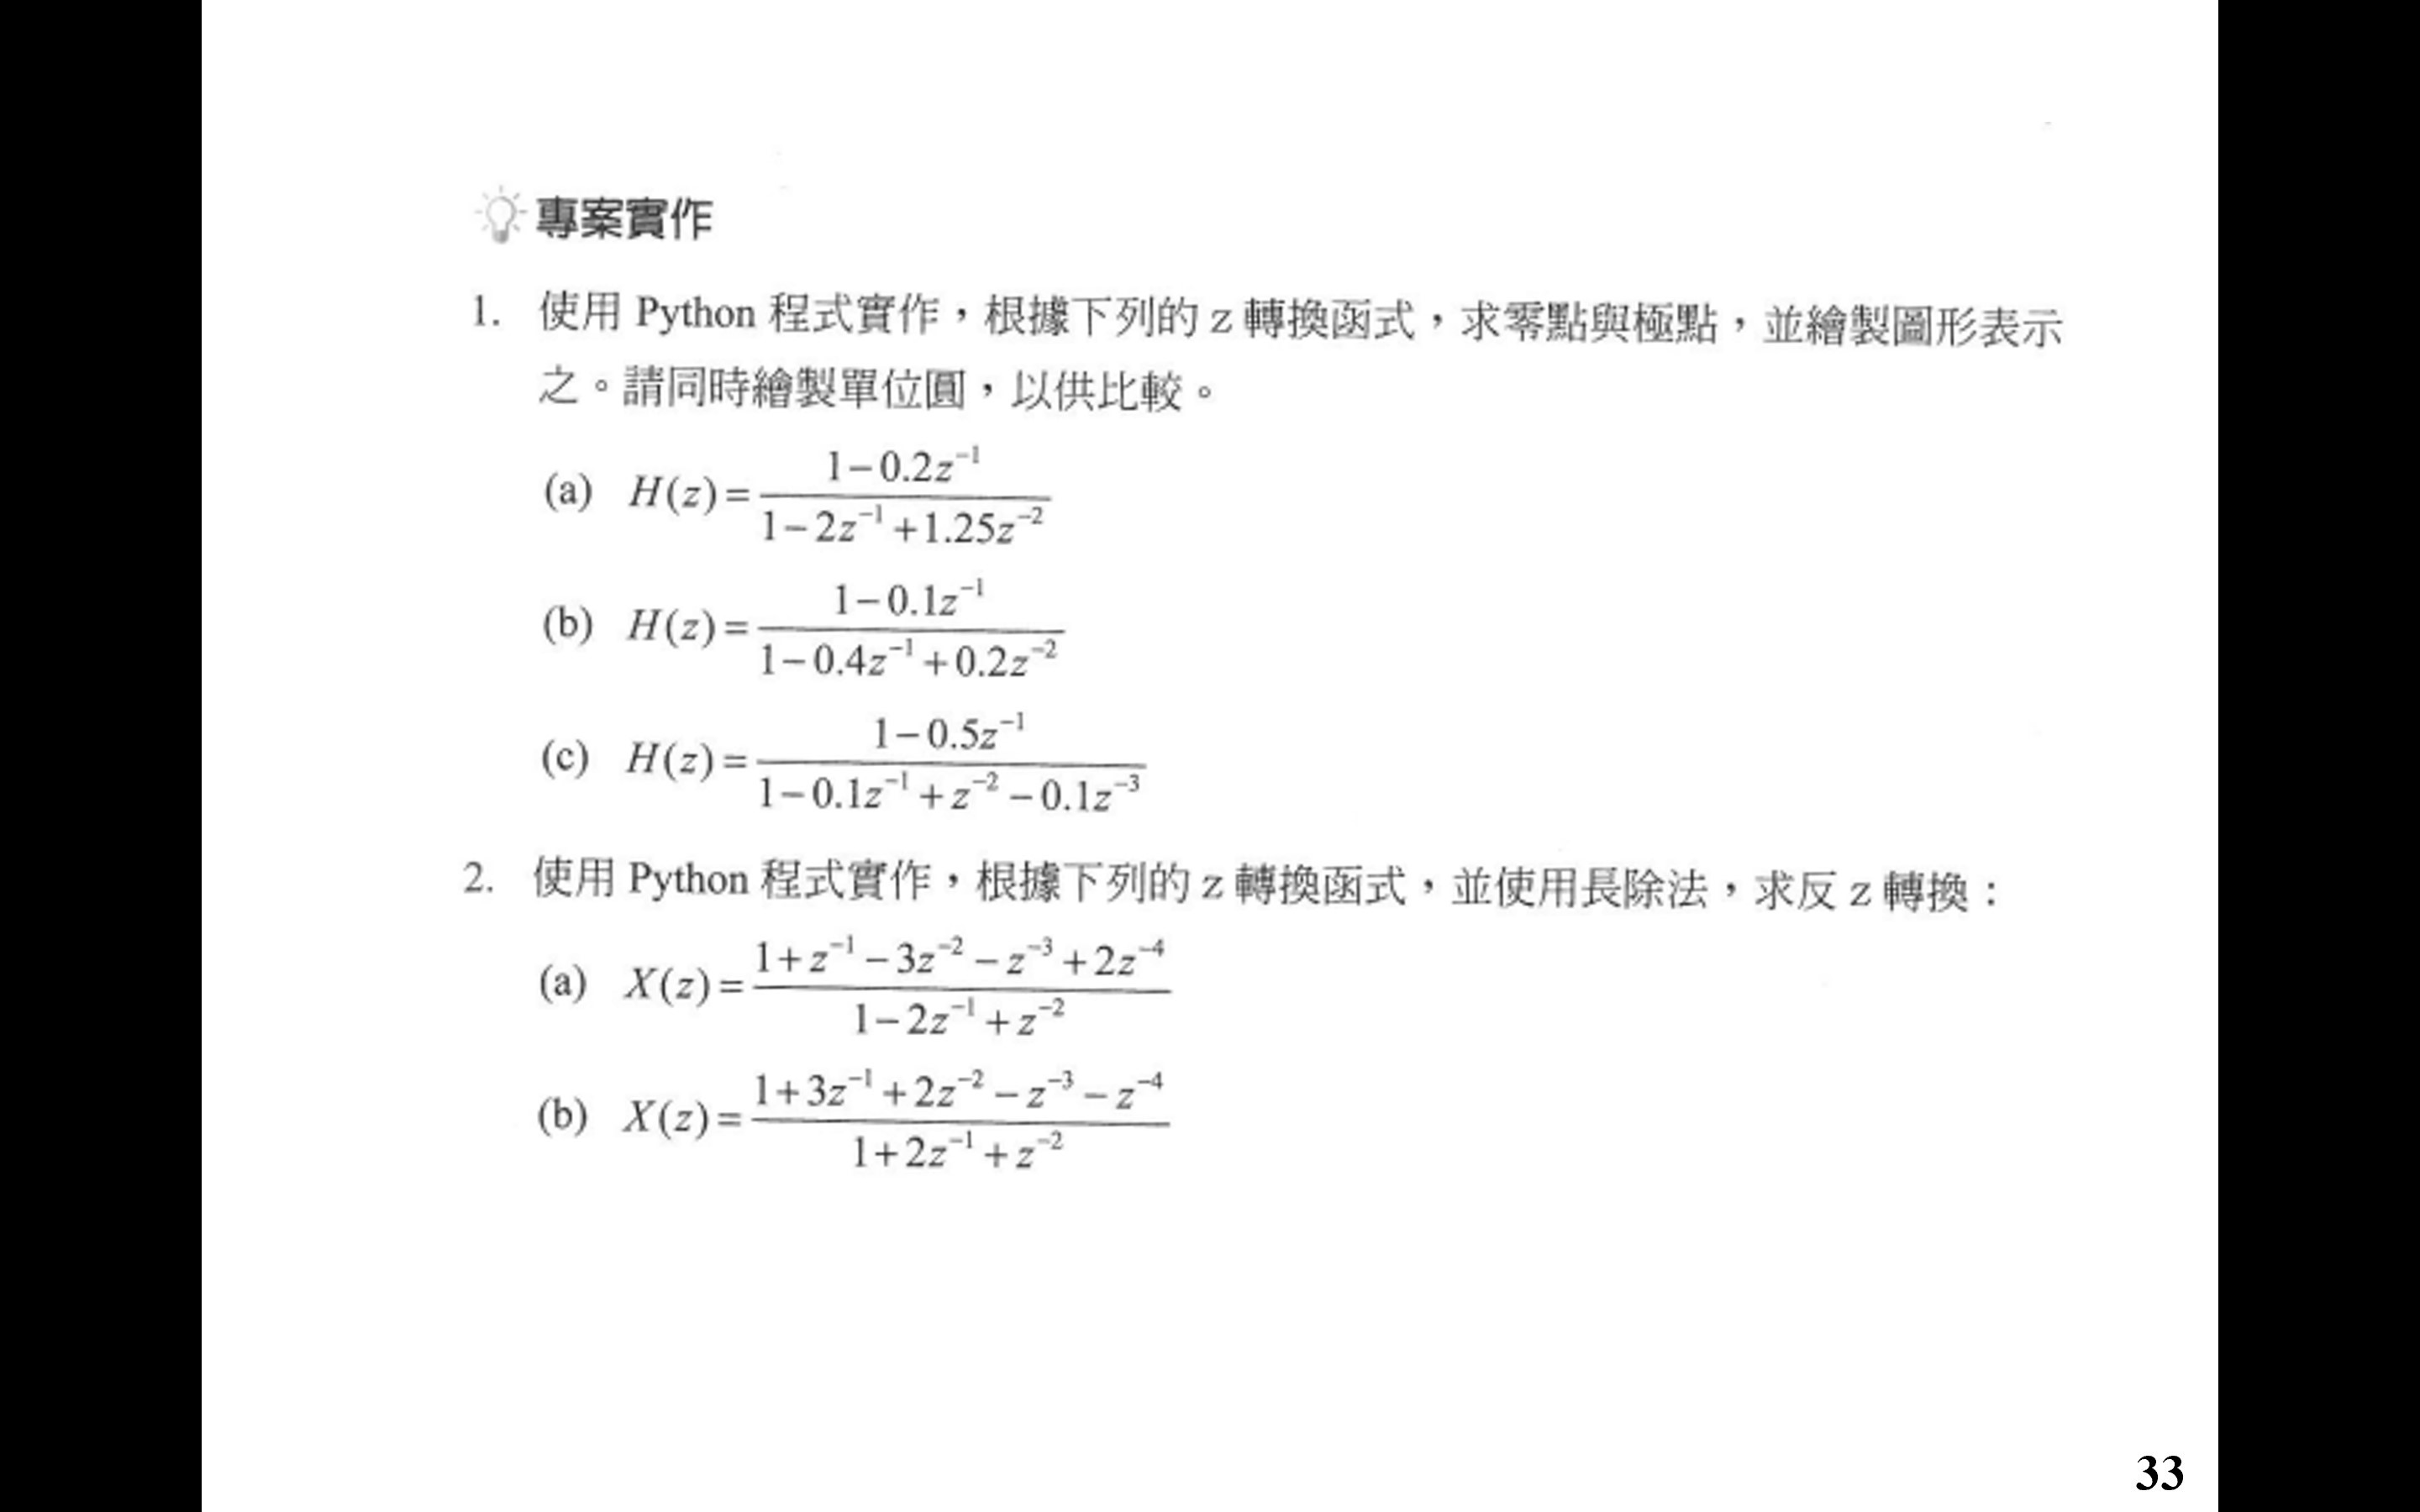 專案實作
1. 使用 Python 程式實作，根據下列的 z 轉換函式，求零點與極點，並繪製圖形表示
之。請同時繪製單位圓，以供比較。
(a) H(z) = \frac{1-0.2z^{-1}}{1-2z^{-1}+1.25z^{-2}}
(b) H(z) = \frac{1-0.1z^{-1}}{1-0.4z^{-1}+0.2z^{-2}}
(c) H(z) = \frac{1-0.5z^{-1}}{1-0.1z^{-1}+z^{-2}-0.1z^{-3}}
2. 使用 Python 程式實作，根據下列的 z 轉換函式，並使用長除法，求反 z 轉換：
(a) X(z) = \frac{1+z^{-1}-3z^{-2}-z^{-3}+2z^{-4}}{1-2z^{-1}+z^{-2}}
(b) X(z) = \frac{1+3z^{-1}+2z^{-2}-z^{-3}-z^{-4}}{1+2z^{-1}+z^{-2}}
33